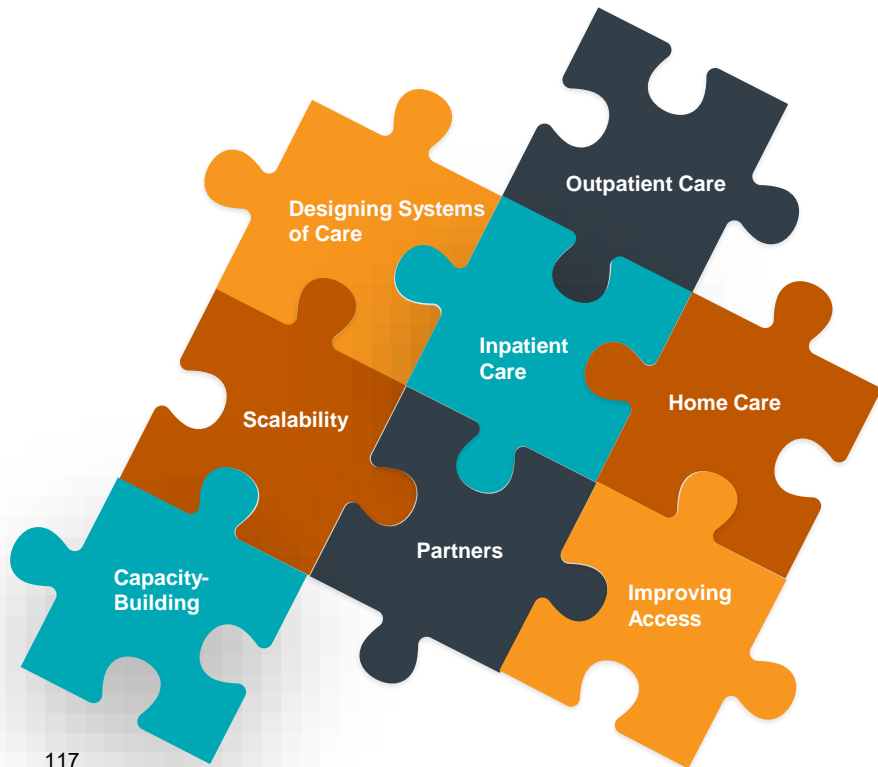 Outpatient Care
Designing Systems
of Care
Inpatient
Care
Home Care
Scalability
Partners
Capacity-
Building
Improving
Access
117